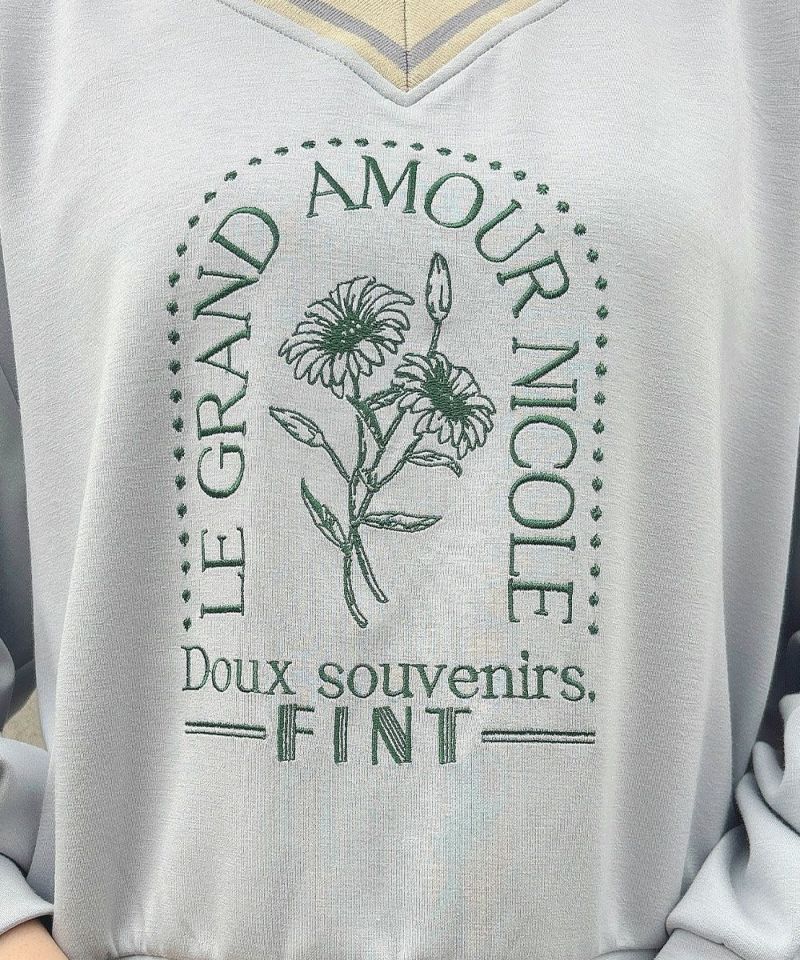 LE GRAND AMOUR NICOLE
Doux souvenirs,
FINT